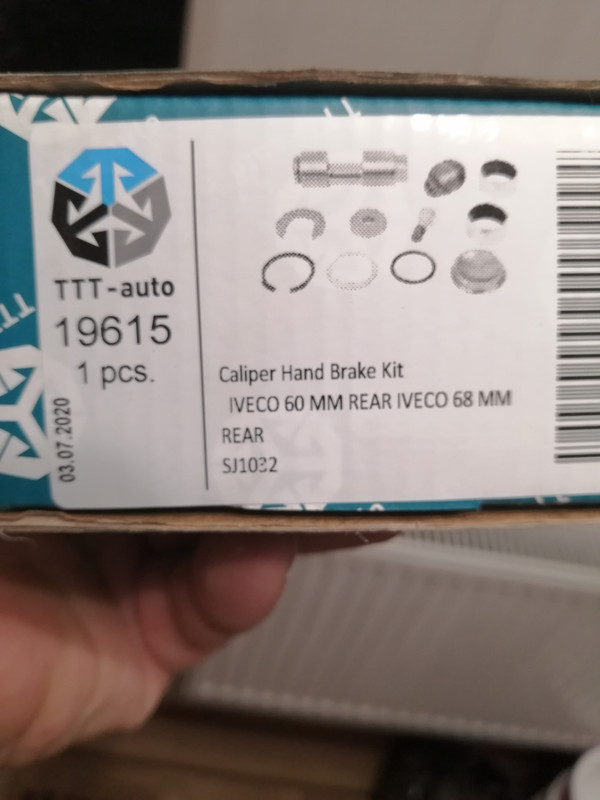 TTT-auto
19615
1 pcs.
03.07.2020
Caliper Hand Brake Kit
IVECO 60 MM REAR IVECO 68 MM
REAR
SJ1032